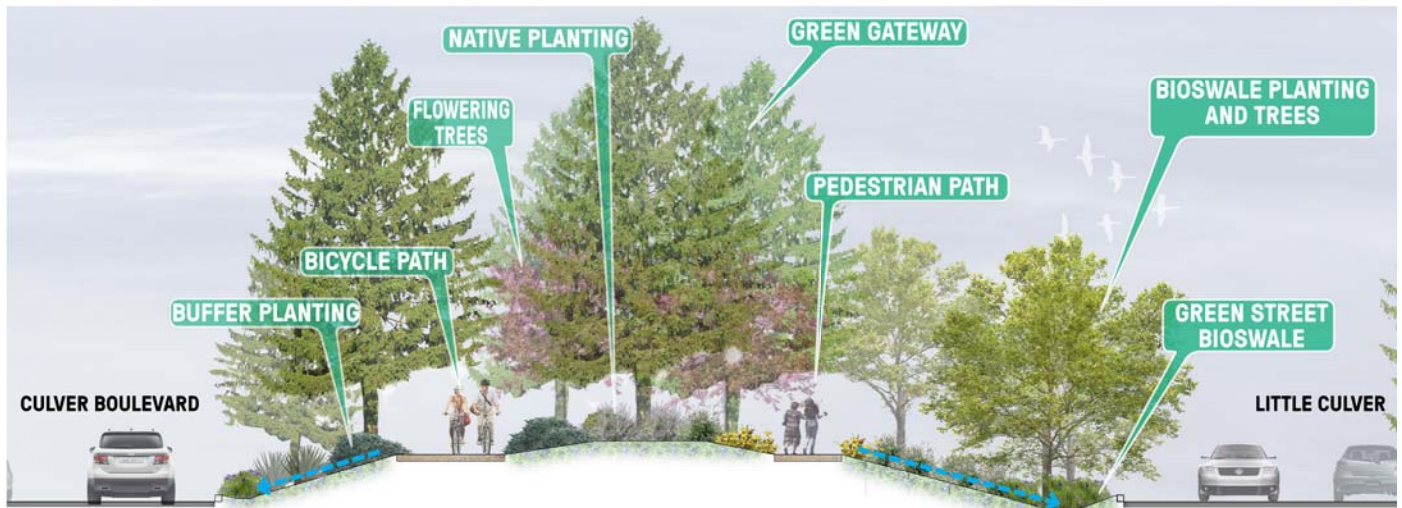 NATIVE PLANTING
GREEN GATEWAY
FLOWERING
TREES
BIOSWALE PLANTING
AND TREES
PEDESTRIAN PATH
BICYCLE PATH
BUFFER PLANTING
GREEN STREET
BIOSWALE
CULVER BOULEVARD
LITTLE CULVER